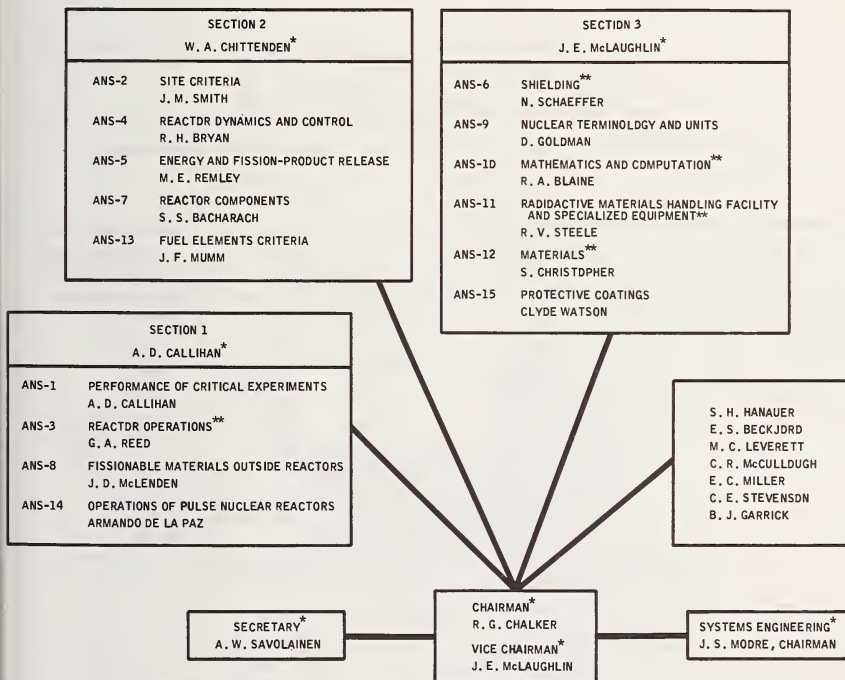 SECTION 2
W. A. CHITTENDEN*
ANS-2 SITE CRITERIA
J. M. SMITH
ANS-4 REACTDR DYNAMICS AND CONTROL
R. H. BRYAN
ANS-5 ENERGY AND FISSION-PRODUCT RELEASE
M. E. REMLEY
ANS-7 REACTOR COMPONENTS
S. S. BACHARACH
ANS-13 FUEL ELEMENTS CRITERIA
J. F. MUMM
SECTIDN 3
J. E. McLAUGHLIN*
ANS-6 SHIELDING**
N. SCHAEFFER
ANS-9 NUCLEAR TERMINOLDGY AND UNITS
D. GOLDMAN
ANS-1D MATHEMATICS AND CDMPUTATION**
R. A. BLAINE
ANS-11 RADIDACTIVE MATERIALS HANDLING FACILITY
AND SPECIALIZED EQUIPMENT**
R. V. STEELE
ANS-12 MATERIALS**
S. CHRISTDPHER
ANS-15 PROTECTIVE COATINGS
CLYDE WATSON
SECTION 1
A. D. CALLIHAN*
ANS-1 PERFORMANCE OF CRITICAL EXPERIMENTS
A. D. CALLIHAN
ANS-3 REACTDR OPERATIONS**
G. A. REED
ANS-8 FISSIONABLE MATERIALS OUTSIDE REACTORS
J. D. McLENDEN
ANS-14 OPERATIONS OF PULSE NUCLEAR REACTORS
ARMANDO DE LA PAZ
S. H. HANAUER
E. S. BECKJDRD
M. C. LEVERETT
C. R. McCULLDUGH
E. C. MILLER
C. E. STEVENSDN
B. J. GARRICK
SECRETARY*
A. W. SAVOLAINEN
CHAIRMAN*
R. G. CHALKER
VICE CHAIRMAN*
J. E. McLAUGHLIN
SYSTEMS ENGINEERING*
J. S. MODRE, CHAIRMAN